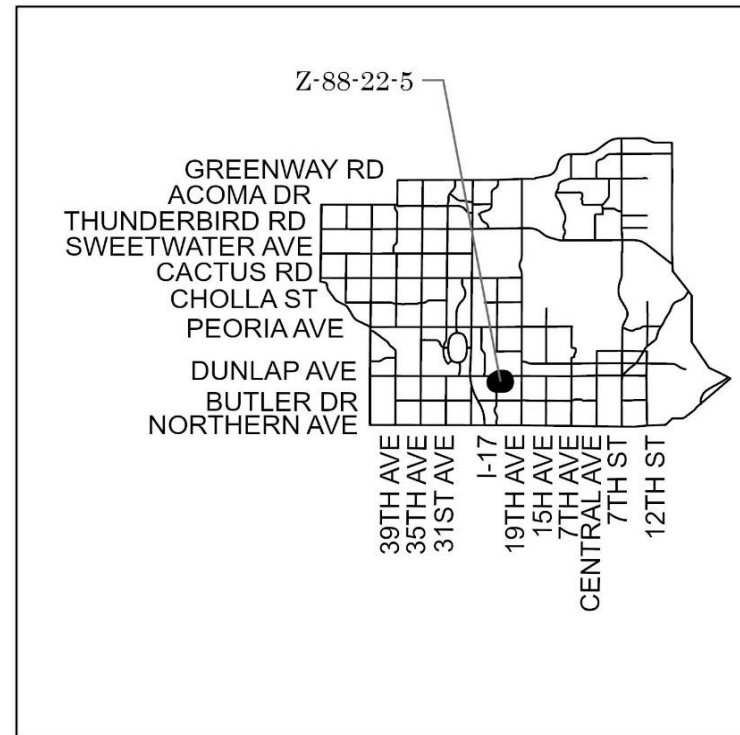 Z-88-22-5
GREENWAY RD
ACOMA DR
THUNDERBIRD RD
SWEETWATER AVE
CACTUS RD
CHOLLA ST
PEORIA AVE
DUNLAP AVE
BUTLER DR
NORTHERN AVE
39TH AVE
35TH AVE
31ST AVE
I-17
19TH AVE
15H AVE
7TH AVE
CENTRAL AVE
7TH ST
12TH ST